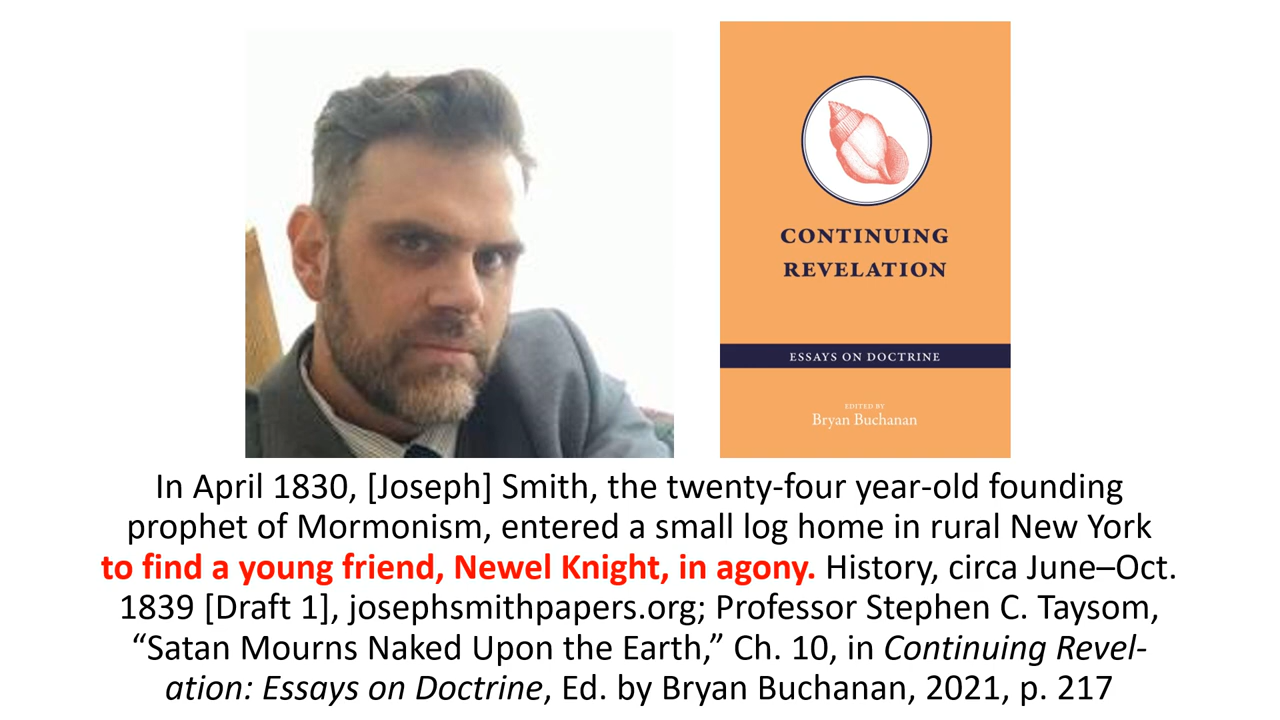 CONTINUING
REVELATION
ESSAYS ON DOCTRINE
EDITED BY
Bryan Buchanan
In April 1830, [Joseph] Smith, the twenty-four year-old founding
prophet of Mormonism, entered a small log home in rural New York
to find a young friend, Newel Knight, in agony. History, circa June–Oct.
1839 [Draft 1], josephsmithpapers.org; Professor Stephen C. Taysom,
“Satan Mourns Naked Upon the Earth,” Ch. 10, in Continuing Revel-
ation: Essays on Doctrine, Ed. by Bryan Buchanan, 2021, p. 217